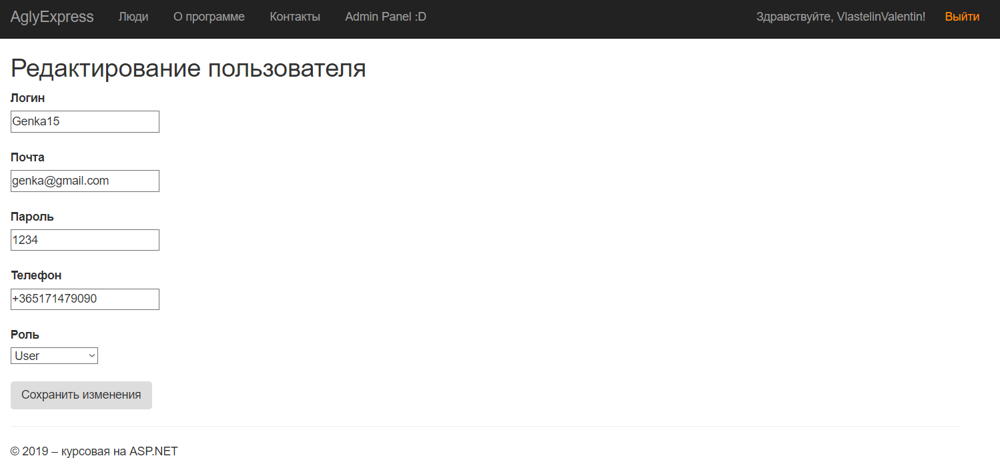 AglyExpress Люди О программе Контакты Admin Panel :D Здравствуйте, VlastelinValentin! Выйти
Редактирование пользователя
Логин
Genka15
Почта
genka@gmail.com
Пароль
1234
Телефон
+365171479090
Роль
User
Сохранить изменения
© 2019 – курсовая на ASP.NET